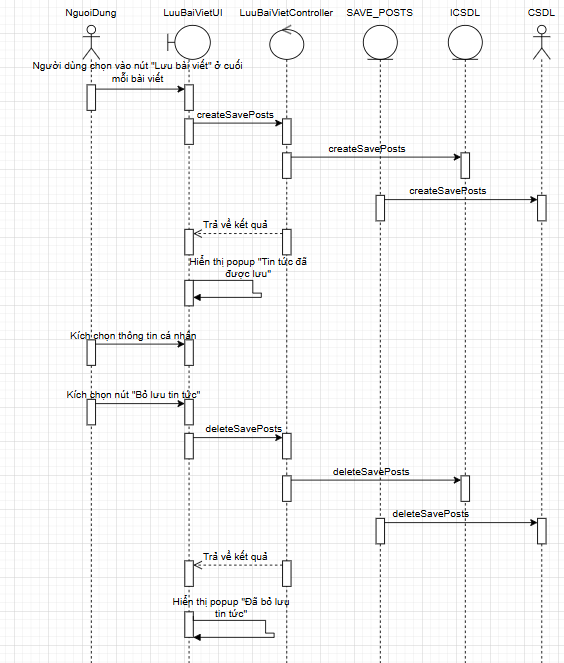 NguoiDung
LuuBaiVietUI
LuuBaiVietController
SAVE_POSTS
ICSDL
CSDL
Người dùng chọn vào nút "Lưu bài viết" ở cuối
mỗi bài viết
createSavePosts
createSavePosts
createSavePosts
Trả về kết quả
Hiển thị popup "Tin tức đã
được lưu"
Kích chọn thông tin cá nhân
Kích chọn nút "Bỏ lưu tin tức"
deleteSavePosts
deleteSavePosts
deleteSavePosts
Trả về kết quả
Hiển thị popup "Đã bỏ lưu
tin tức"